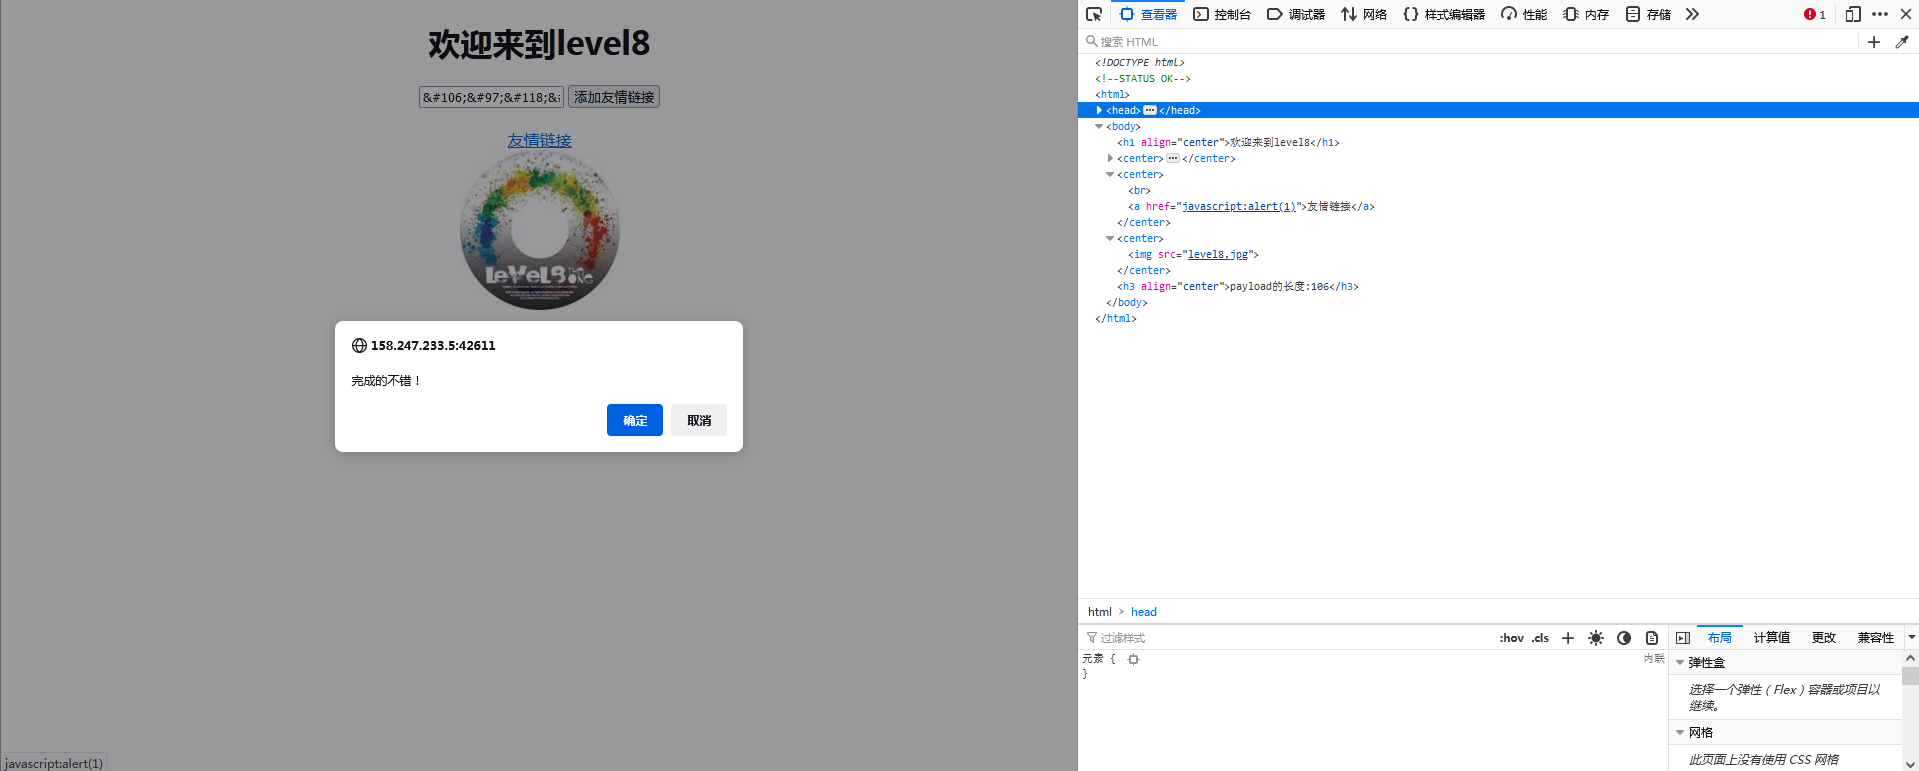 欢迎来到level8
&#106;&#97;&#118;&#
添加友情链接
友情链接
LeVeL8 THE ONG
158.247.233.5:42611
完成的不错！
确定
取消
javascript:alert(1)
查看器 控制台 调试器 网络 样式编辑器 性能 内存 存储 1
搜索 HTML
<!DOCTYPE html>
<!--STATUS OK-->
<html>
<head>⋯</head>
<body>
<h1 align="center">欢迎来到level8</h1>
<center>⋯</center>
<center>
<br>
<a href="javascript:alert(1)">友情链接</a>
</center>
<center>
<img src="level8.jpg">
</center>
<h3 align="center">payload的长度:106</h3>
</body>
</html>
html > head
过滤样式 :hov .cls
元素 { 内联
}
布局 计算值 更改 兼容性
弹性盒
选择一个弹性（Flex）容器或项目以
继续。
网格
此页面上没有使用 CSS 网格